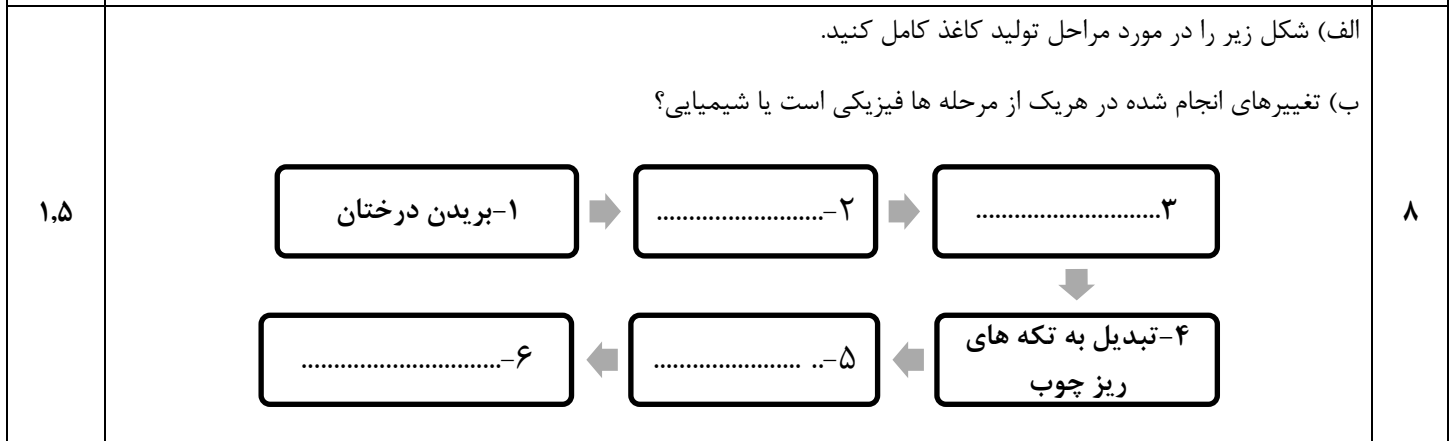 ۸
الف) شکل زیر را در مورد مراحل تولید کاغذ کامل کنید.
ب) تغییرهای انجام شده در هریک از مرحله ها فیزیکی است یا شیمیایی؟
۱,۵
۱-بریدن درختان
۲-..........................
۳.............................
۴-تبدیل به تکه های
ریز چوب
۵-.. .......................
۶-...............................